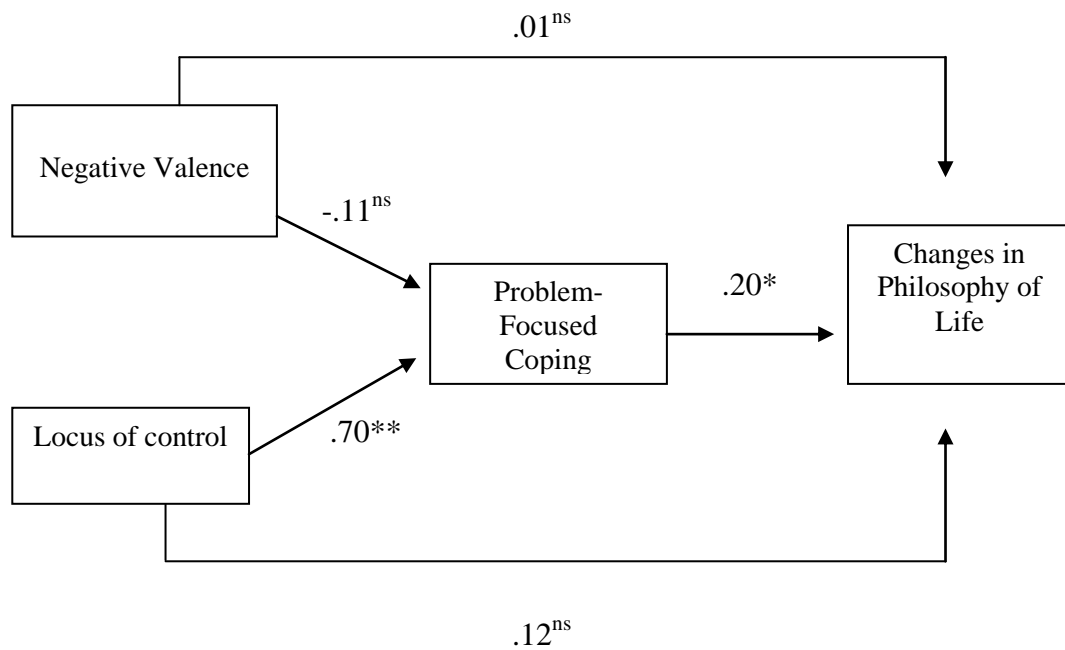 .01ns
Negative Valence
-.11ns
Problem-
Focused
Coping
.20*
Changes in
Philosophy of
Life
Locus of control
.70**
.12ns